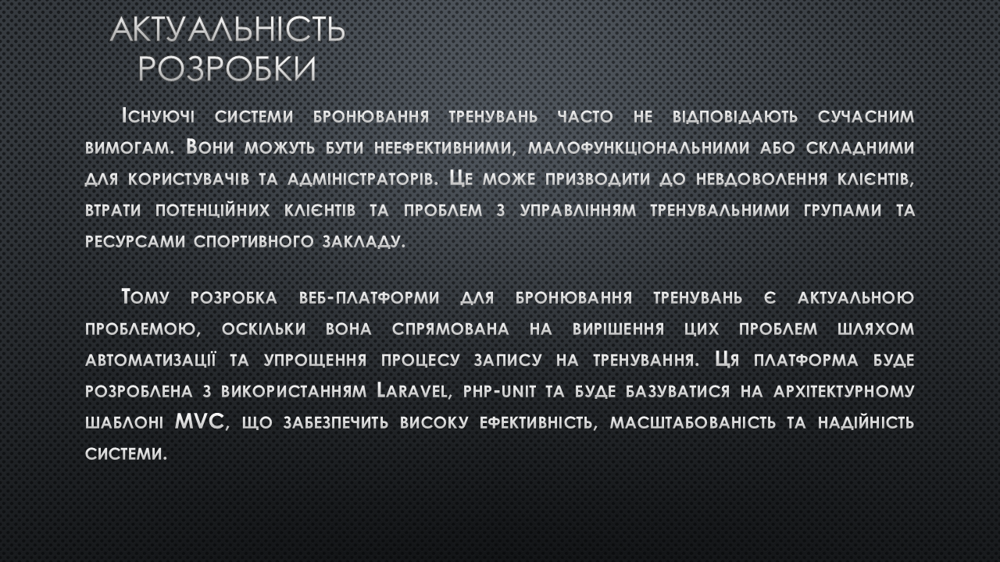 АКТУАЛЬНІСТЬ
РОЗРОБКИ
Існуючі системи бронювання тренувань часто не відповідають сучасним
вимогам. Вони можуть бути неефективними, малофункціональними або складними
для користувачів та адміністраторів. Це може призводити до невдоволення клієнтів,
втрати потенційних клієнтів та проблем з управлінням тренувальними групами та
ресурсами спортивного закладу.
Тому розробка веб-платформи для бронювання тренувань є актуальною
проблемою, оскільки вона спрямована на вирішення цих проблем шляхом
автоматизації та упрощення процесу запису на тренування. Ця платформа буде
розроблена з використанням Laravel, php-unit та буде базуватися на архітектурному
шаблоні MVC, що забезпечить високу ефективність, масштабованість та надійність
системи.